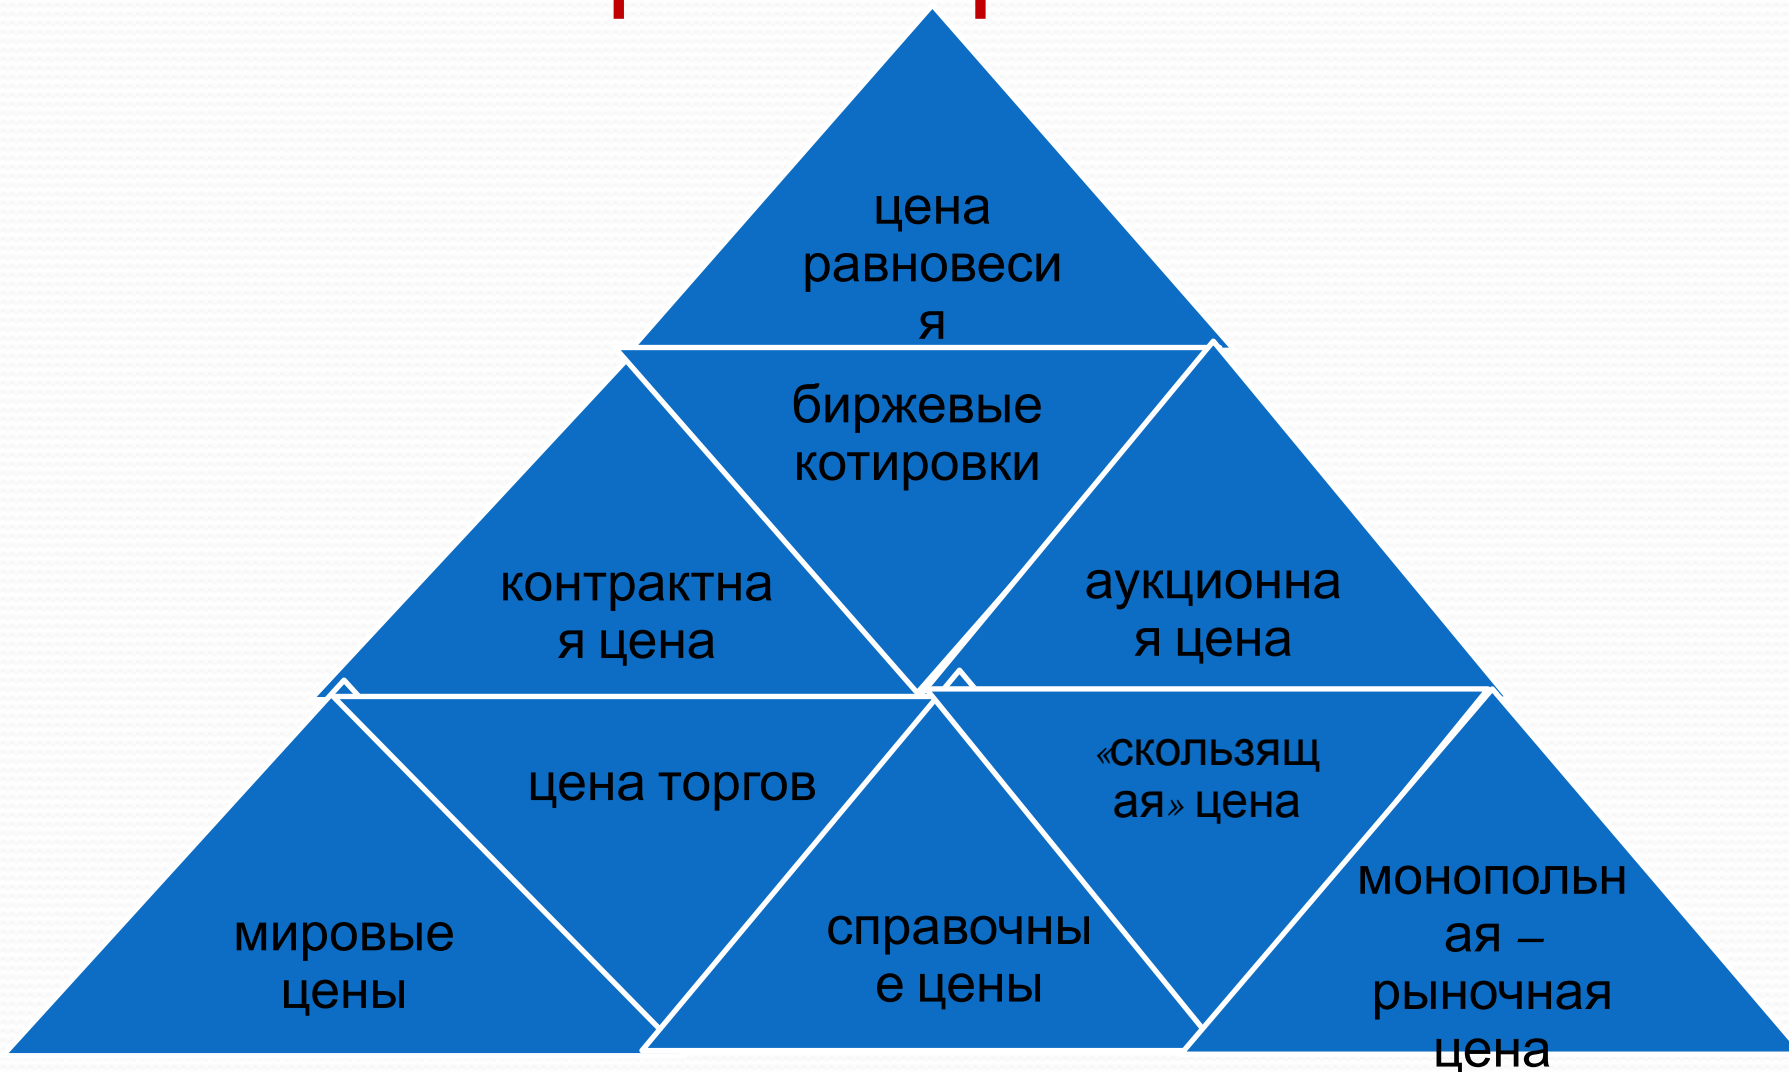 цена
равновеси
я
биржевые
котировки
контрактна
я цена
аукционна
я цена
цена торгов
«скользящ
ая» цена
мировые
цены
справочны
е цены
монопольн
ая –
рыночная
цена